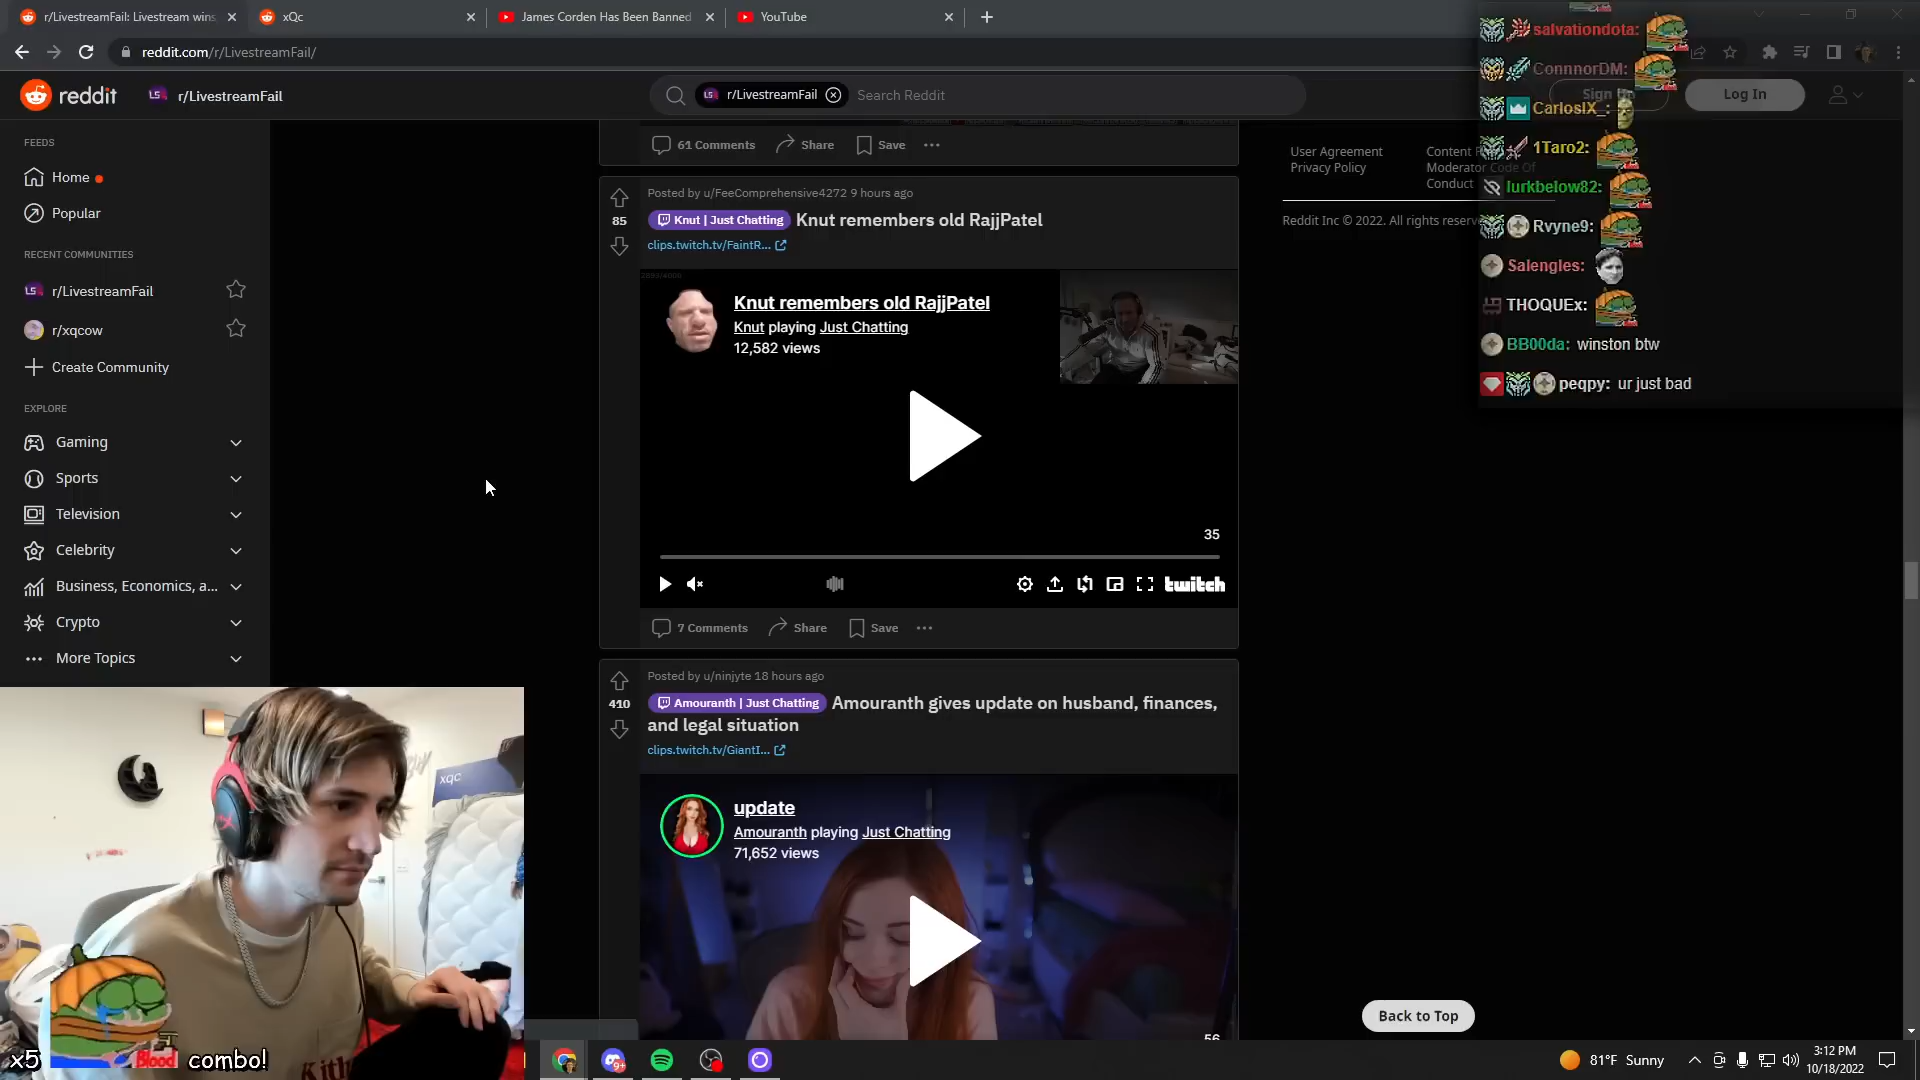 r/LivestreamFail: Livestream wins
xQc
James Corden Has Been Banned
YouTube
reddit.com/r/LivestreamFail/
reddit
r/LivestreamFail
r/LivestreamFail
Search Reddit
Log In
FEEDS
Home
Popular
RECENT COMMUNITIES
r/LivestreamFail
r/xqcow
Create Community
EXPLORE
Gaming
Sports
Television
Celebrity
Business, Economics, a...
Crypto
More Topics
61 Comments Share Save
Posted by u/FeeComprehensive4272 9 hours ago
85
Knut | Just Chatting Knut remembers old RajjPatel
clips.twitch.tv/FaintR...
Knut remembers old RajjPatel
Knut playing Just Chatting
12,582 views
35
twitch
7 Comments Share Save
Posted by u/ninjyte 18 hours ago
410
Amouranth | Just Chatting Amouranth gives update on husband, finances,
and legal situation
clips.twitch.tv/GiantI...
update
Amouranth playing Just Chatting
71,652 views
56
User Agreement
Privacy Policy
Moderator Code Of
Conduct
Reddit Inc © 2022. All rights reserve
salvationdota:
ConnnorDM:
CarlosIX_:
1Taro2:
lurkbelow82:
Rvyne9:
Salengles:
THOQUEx:
BB00da: winston btw
peqpy: ur just bad
Back to Top
xqc
Blood combo!
81°F Sunny
3:12 PM
10/18/2022